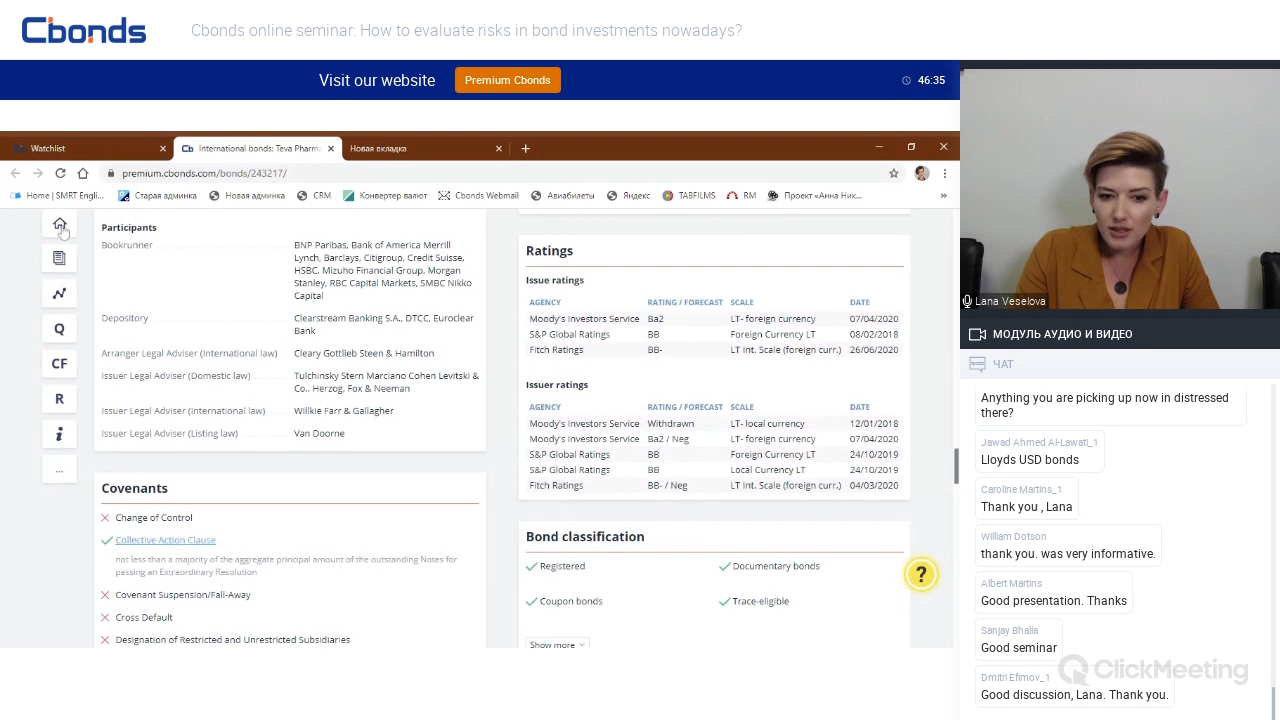 Cbonds
Cbonds online seminar: How to evaluate risks in bond investments nowadays?
Visit our website
Premium Cbonds
46:35
Watchlist
Cb International bonds: Teva Pharma
Новая вкладка
premium.cbonds.com/bonds/243217/
Home | SMRT Engli...
Старая админка
Новая админка
CRM
Конвертер валют
Cbonds Webmail
Авиабилеты
Яндекс
TABFILMS
RM
Проект «Анна Ник...
»
Q
CF
R
i
...
Participants
Bookrunner
BNP Paribas, Bank of America Merrill
Lynch, Barclays, Citigroup, Credit Suisse,
HSBC, Mizuho Financial Group, Morgan
Stanley, RBC Capital Markets, SMBC Nikko
Capital
Depository
Clearstream Banking S.A., DTCC, Euroclear
Bank
Arranger Legal Adviser (International law)
Cleary Gottlieb Steen & Hamilton
Issuer Legal Adviser (Domestic law)
Tulchinsky Stern Marciano Cohen Levitski &
Co., Herzog, Fox & Neeman
Issuer Legal Adviser (International law)
Willkie Farr & Gallagher
Issuer Legal Adviser (Listing law)
Van Doorne
Covenants
Change of Control
Collective Action Clause
not less than a majority of the aggregate principal amount of the outstanding Notes for
passing an Extraordinary Resolution
Covenant Suspension/Fall-Away
Cross Default
Designation of Restricted and Unrestricted Subsidiaries
Ratings
Issue ratings
AGENCY RATING / FORECAST SCALE DATE
Moody's Investors Service Ba2 LT- foreign currency 07/04/2020
S&P Global Ratings BB Foreign Currency LT 08/02/2018
Fitch Ratings BB- LT Int. Scale (foreign curr.) 26/06/2020
Issuer ratings
AGENCY RATING / FORECAST SCALE DATE
Moody's Investors Service Withdrawn LT- local currency 12/01/2018
Moody's Investors Service Ba2 / Neg LT- foreign currency 07/04/2020
S&P Global Ratings BB Foreign Currency LT 24/10/2019
S&P Global Ratings BB Local Currency LT 24/10/2019
Fitch Ratings BB- / Neg LT Int. Scale (foreign curr.) 04/03/2020
Bond classification
Registered
Documentary bonds
Coupon bonds
Trace-eligible
Show more
?
Lana Veselova
МОДУЛЬ АУДИО И ВИДЕО
ЧАТ
Anything you are picking up now in distressed
there?
Jawad Ahmed Al-Lawati_1
Lloyds USD bonds
Caroline Martins_1
Thank you , Lana
William Dotson
thank you. was very informative.
Albert Martins
Good presentation. Thanks
Sanjay Bhalla
Good seminar
Dmitri Efimov_1
Good discussion, Lana. Thank you.
ClickMeeting